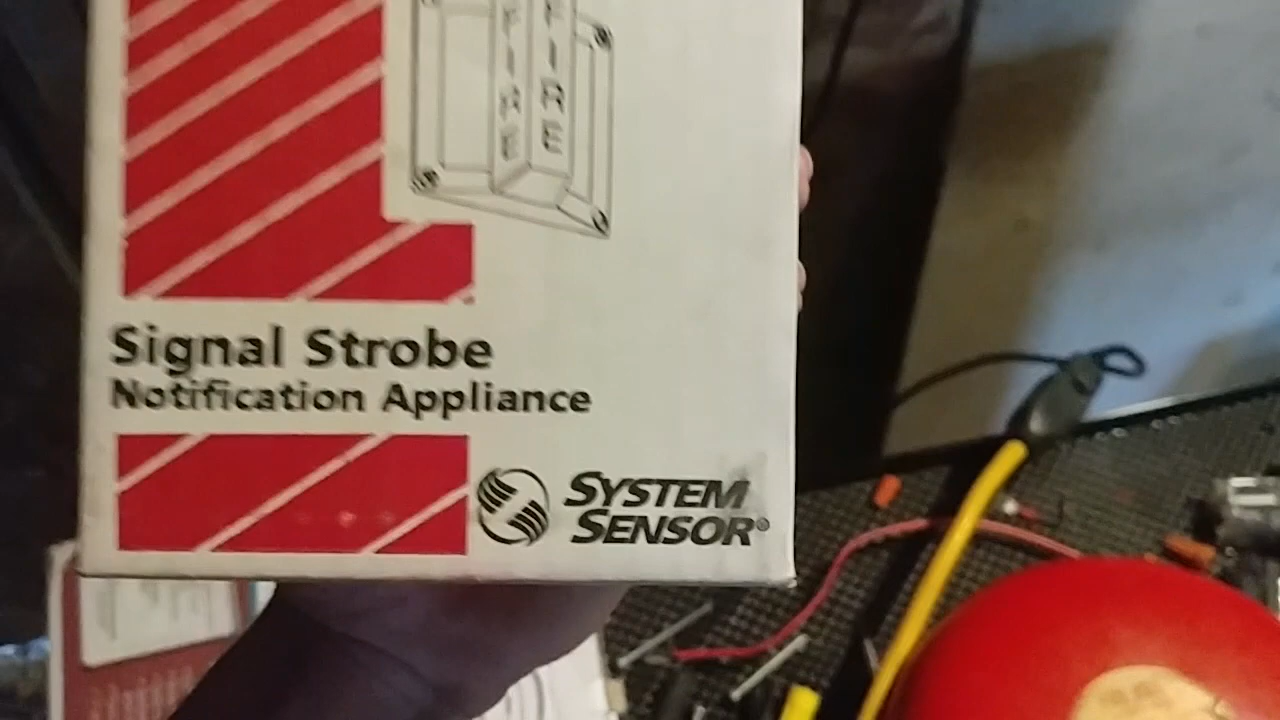 FIRE
FIRE
Signal Strobe
Notification Appliance
SYSTEM
SENSOR®